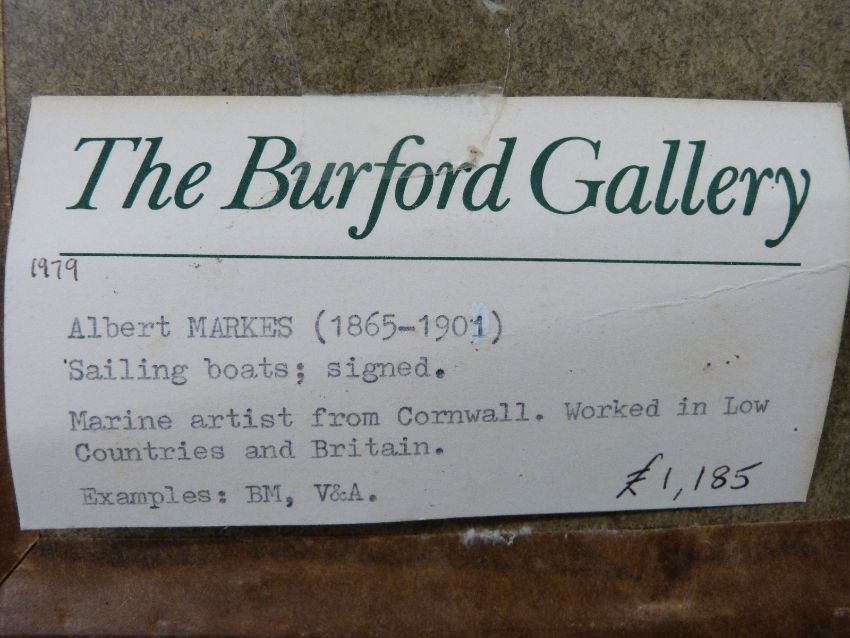 The Burford Gallery
1979
Albert MARKES (1865-1901)
Sailing boats; signed.
Marine artist from Cornwall. Worked in Low
Countries and Britain.
Examples: BM, V&A.
£1,185